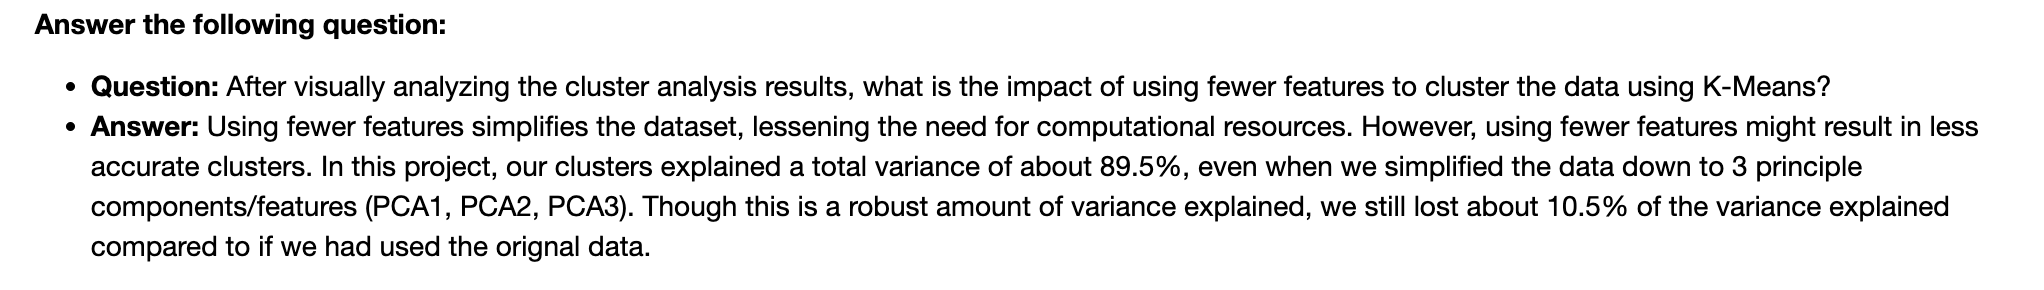 Answer the following question:
• Question: After visually analyzing the cluster analysis results, what is the impact of using fewer features to cluster the data using K-Means?
• Answer: Using fewer features simplifies the dataset, lessening the need for computational resources. However, using fewer features might result in less
accurate clusters. In this project, our clusters explained a total variance of about 89.5%, even when we simplified the data down to 3 principle
components/features (PCA1, PCA2, PCA3). Though this is a robust amount of variance explained, we still lost about 10.5% of the variance explained
compared to if we had used the orignal data.